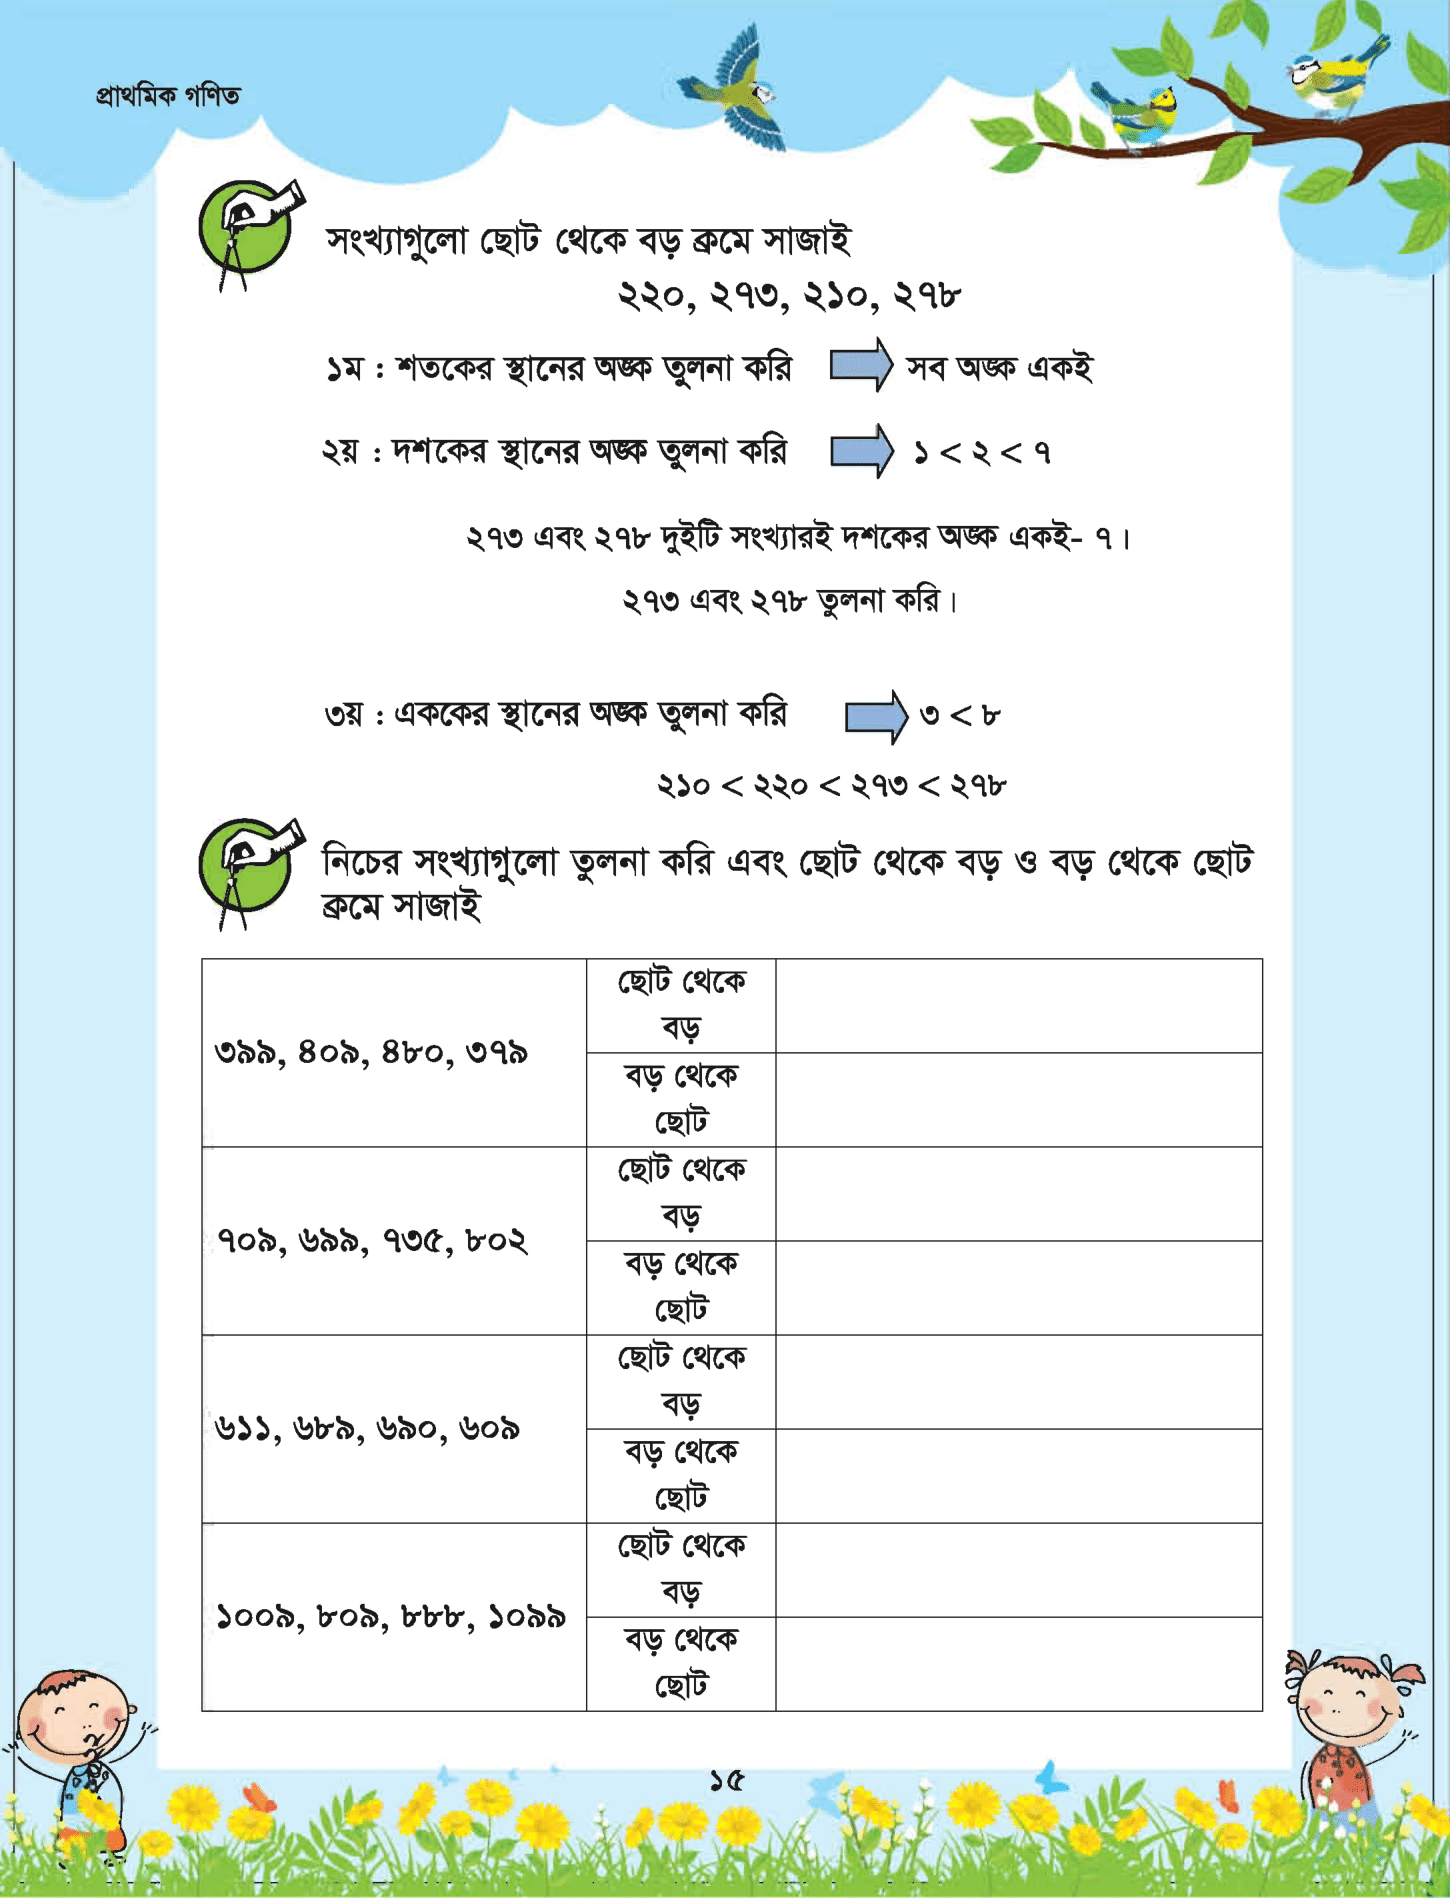 প্রাথমিক গণিত
সংখ্যাগুলো ছোট থেকে বড় ক্রমে সাজাই
২২০, ২৭৩, ২১০, ২৭৮
১ম : শতকের স্থানের অঙ্ক তুলনা করি সব অঙ্ক একই
২য় : দশকের স্থানের অঙ্ক তুলনা করি ১ < ২ < ৭
২৭৩ এবং ২৭৮ দুইটি সংখ্যারই দশকের অঙ্ক একই- ৭।
২৭৩ এবং ২৭৮ তুলনা করি।
৩য় : এককের স্থানের অঙ্ক তুলনা করি ৩ < ৮
২১০ < ২২০ < ২৭৩ < ২৭৮
নিচের সংখ্যাগুলো তুলনা করি এবং ছোট থেকে বড় ও বড় থেকে ছোট
ক্রমে সাজাই
৩৯৯, ৪০৯, ৪৮০, ৩৭৯
ছোট থেকে
বড়
বড় থেকে
ছোট
৭০৯, ৬৯৯, ৭৩৫, ৮০২
ছোট থেকে
বড়
বড় থেকে
ছোট
৬১১, ৬৮৯, ৬৯০, ৬০৯
ছোট থেকে
বড়
বড় থেকে
ছোট
১০০৯, ৮০৯, ৮৮৮, ১০৯৯
ছোট থেকে
বড়
বড় থেকে
ছোট
১৫